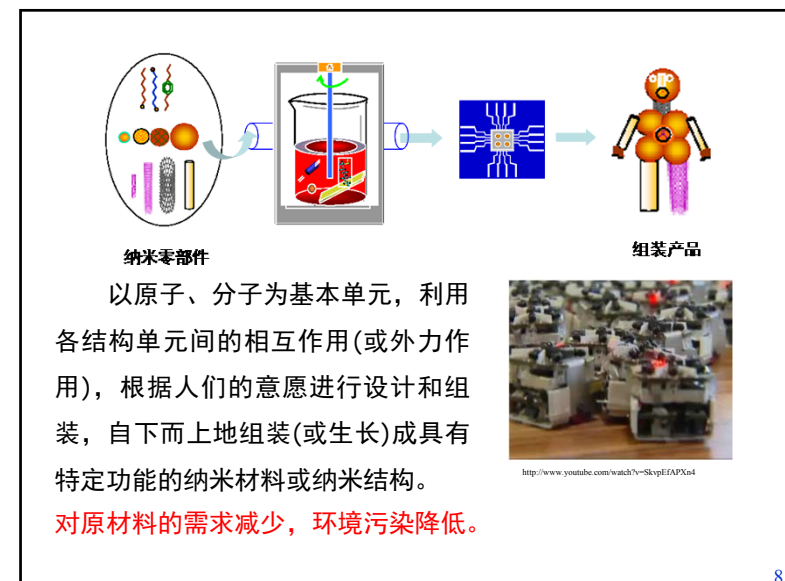 纳米零部件
组装产品
以原子、分子为基本单元，利用
各结构单元间的相互作用(或外力作
用)，根据人们的意愿进行设计和组
装，自下而上地组装(或生长)成具有
特定功能的纳米材料或纳米结构。
对原材料的需求减少，环境污染降低。
http://www.youtube.com/watch?v=SkvpEfAPXn4
8